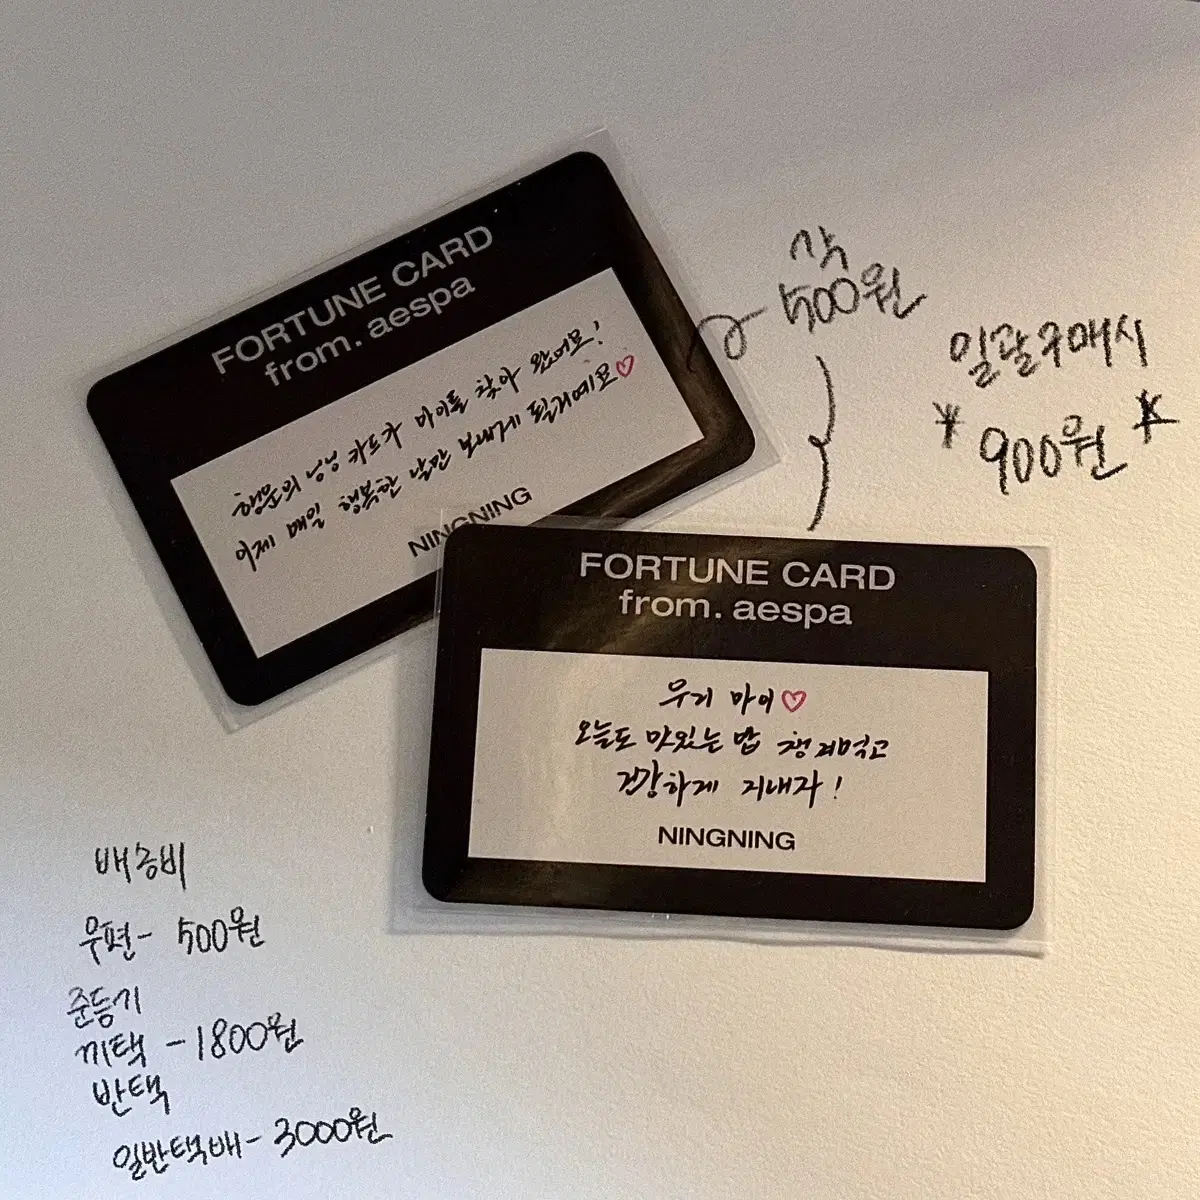 FORTUNE CARD
from. aespa
행운의 닝닝 카드가 마이를 찾아 왔어요!
이제 매일 행복한 날만 보내게 될거예요♡
NINGNING
각
500원
일괄구매시
*900원*
FORTUNE CARD
from. aespa
우리 마이♡
오늘도 맛있는 밥 챙겨먹고
건강하게 지내자!
NINGNING
배송비
우편- 500원
준등기
끼택 -1800원
반택
일반택배- 3000원